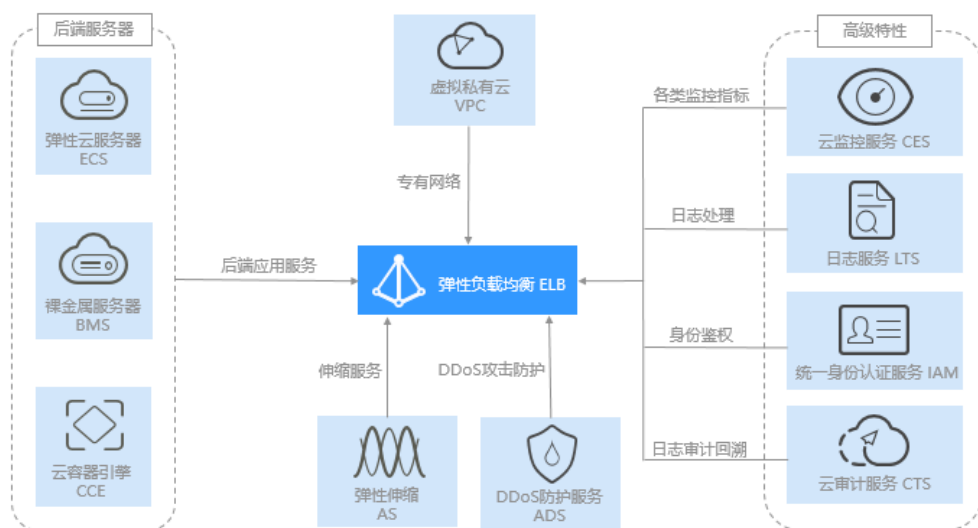 后端服务器
弹性云服务器
ECS
裸金属服务器
BMS
云容器引擎
CCE
后端应用服务
虚拟私有云
VPC
专有网络
弹性负载均衡 ELB
伸缩服务
DDoS攻击防护
弹性伸缩
AS
DDoS防护服务
ADS
高级特性
各类监控指标
云监控服务 CES
日志处理
日志服务 LTS
身份鉴权
统一身份认证服务 IAM
日志审计回溯
云审计服务 CTS